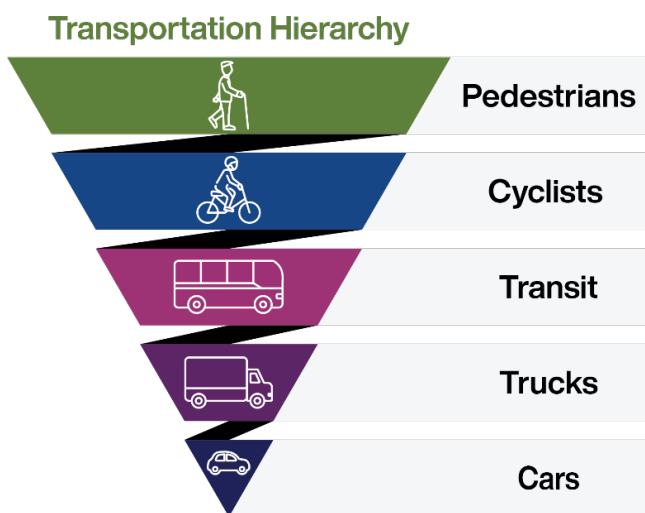 Transportation Hierarchy
Pedestrians
Cyclists
Transit
Trucks
Cars